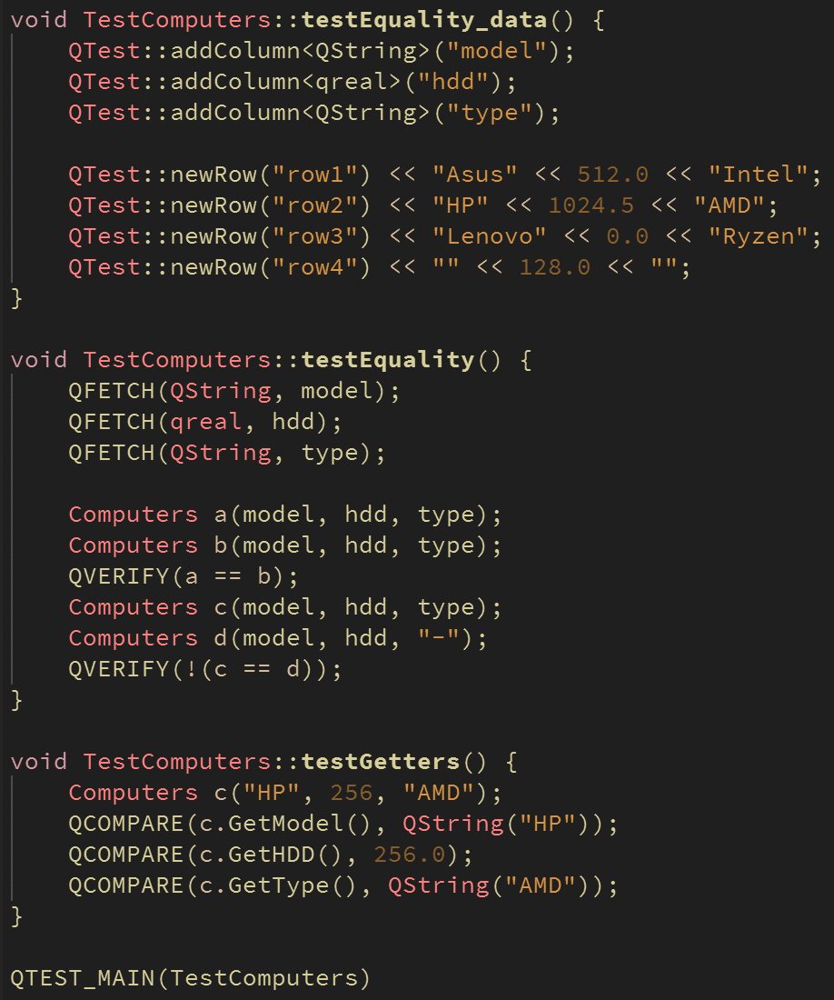 void TestComputers::testEquality_data() {
    QTest::addColumn<QString>("model");
    QTest::addColumn<qreal>("hdd");
    QTest::addColumn<QString>("type");

    QTest::newRow("row1") << "Asus" << 512.0 << "Intel";
    QTest::newRow("row2") << "HP" << 1024.5 << "AMD";
    QTest::newRow("row3") << "Lenovo" << 0.0 << "Ryzen";
    QTest::newRow("row4") << "" << 128.0 << "";
}

void TestComputers::testEquality() {
    QFETCH(QString, model);
    QFETCH(qreal, hdd);
    QFETCH(QString, type);

    Computers a(model, hdd, type);
    Computers b(model, hdd, type);
    QVERIFY(a == b);
    Computers c(model, hdd, type);
    Computers d(model, hdd, "-");
    QVERIFY(!(c == d));
}

void TestComputers::testGetters() {
    Computers c("HP", 256, "AMD");
    QCOMPARE(c.GetModel(), QString("HP"));
    QCOMPARE(c.GetHDD(), 256.0);
    QCOMPARE(c.GetType(), QString("AMD"));
}

QTEST_MAIN(TestComputers)